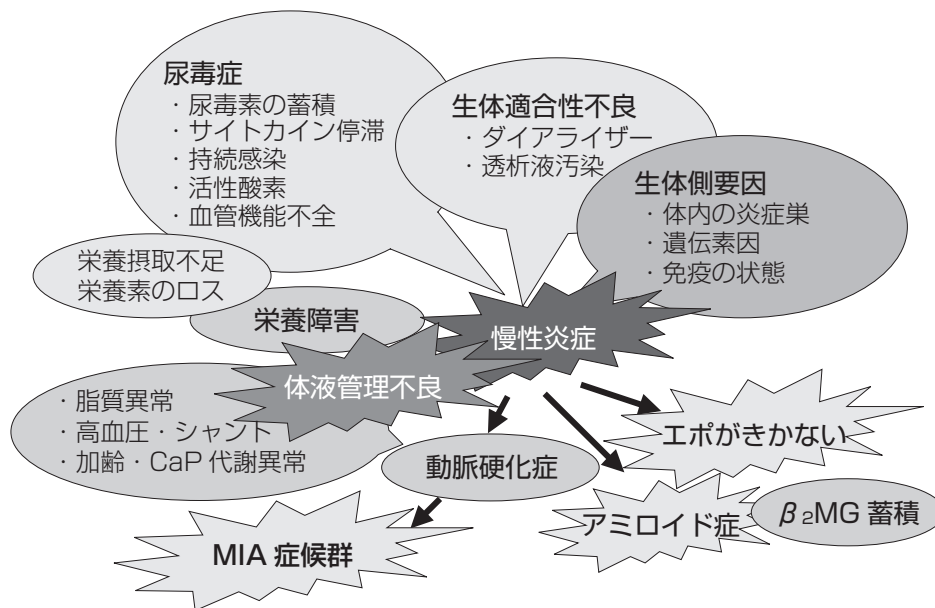 尿毒症
・尿毒素の蓄積
・サイトカイン停滞
・持続感染
・活性酸素
・血管機能不全
生体適合性不良
・ダイアライザー
・透析液汚染
生体側要因
・体内の炎症巣
・遺伝素因
・免疫の状態
栄養摂取不足
栄養素のロス
栄養障害
慢性炎症
体液管理不良
・脂質異常
・高血圧・シャント
・加齢・CaP 代謝異常
動脈硬化症
エポがきかない
アミロイド症
β₂MG 蓄積
MIA 症候群